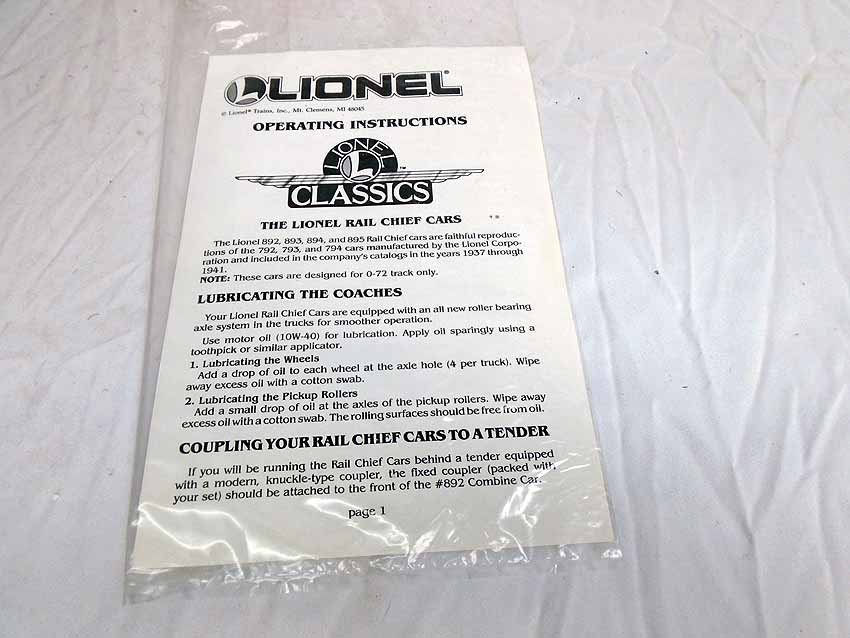 LIONEL®
© Lionel® Trains, Inc., Mt. Clemens, MI 48045
OPERATING INSTRUCTIONS
LIONEL
L
CLASSICS™
THE LIONEL RAIL CHIEF CARS
The Lionel 892, 893, 894, and 895 Rail Chief cars are faithful reproduc-
tions of the 792, 793, and 794 cars manufactured by the Lionel Corpo-
ration and included in the company's catalogs in the years 1937 through
1941.
NOTE: These cars are designed for 0-72 track only.
LUBRICATING THE COACHES
Your Lionel Rail Chief Cars are equipped with an all new roller bearing
axle system in the trucks for smoother operation.
Use motor oil (10W-40) for lubrication. Apply oil sparingly using a
toothpick or similar applicator.
1. Lubricating the Wheels
Add a drop of oil to each wheel at the axle hole (4 per truck). Wipe
away excess oil with a cotton swab.
2. Lubricating the Pickup Rollers
Add a small drop of oil at the axles of the pickup rollers. Wipe away
excess oil with a cotton swab. The rolling surfaces should be free from oil.
COUPLING YOUR RAIL CHIEF CARS TO A TENDER
If you will be running the Rail Chief Cars behind a tender equipped
with a modern, knuckle-type coupler, the fixed coupler (packed with
your set) should be attached to the front of the #892 Combine Car.
page 1